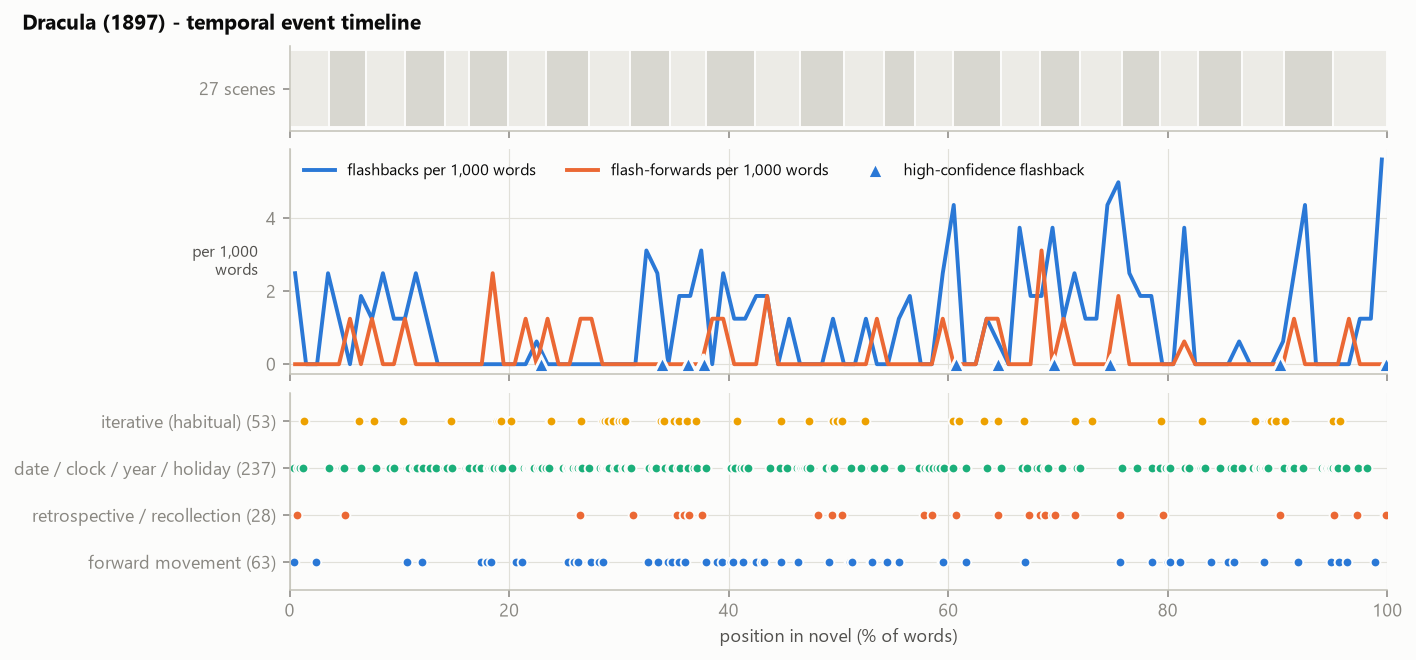 Dracula (1897) - temporal event timeline
27 scenes
flashbacks per 1,000 words
flash-forwards per 1,000 words
high-confidence flashback
4
per 1,000
words
2
0
iterative (habitual) (53)
date / clock / year / holiday (237)
retrospective / recollection (28)
forward movement (63)
0
20
40
60
80
100
position in novel (% of words)